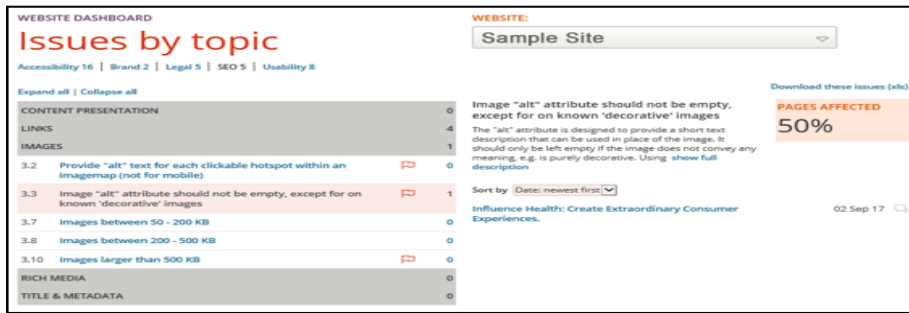 WEBSITE DASHBOARD
Issues by topic
Accessibility 16 | Brand 2 | Legal 5 | SEO 5 | Usability 8
Expand all | Collapse all
CONTENT PRESENTATION 0
LINKS 4
IMAGES 1
3.2 Provide "alt" text for each clickable hotspot within an
imagemap (not for mobile) 0
3.3 Image "alt" attribute should not be empty, except for on
known 'decorative' images 1
3.7 Images between 50 - 200 KB 0
3.8 Images between 200 - 500 KB 0
3.10 Images larger than 500 KB 0
RICH MEDIA 0
TITLE & METADATA 0
WEBSITE:
Sample Site
Download these issues (xls)
Image "alt" attribute should not be empty,
except for on known 'decorative' images
The "alt" attribute is designed to provide a short text
description that can be used in place of the image. It
should only be left empty if the image does not convey any
meaning, e.g. is purely decorative. Using show full
description
PAGES AFFECTED
50%
Sort by Date: newest first
Influence Health: Create Extraordinary Consumer
Experiences. 02 Sep 17